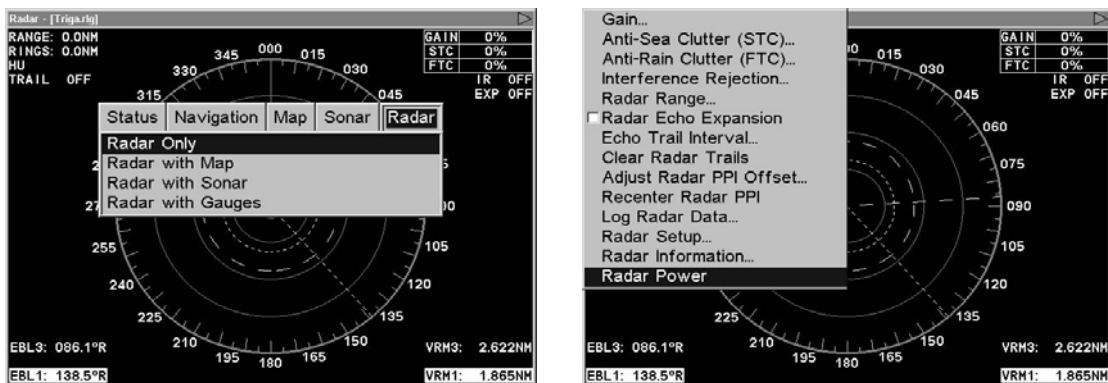 Radar - [Triga.rlg]
RANGE: 0.0NM
RINGS: 0.0NM
HU
TRAIL OFF
GAIN 0%
STC 0%
FTC 0%
IR OFF
EXP OFF
345 000 015
330 030
315 045
Status Navigation Map Sonar Radar
Radar Only
Radar with Map
Radar with Sonar
Radar with Gauges
255 105
240 120
225 135
210 150
195 180 165
EBL3: 086.1°R
VRM3: 2.622NM
EBL1: 138.5°R
VRM1: 1.865NM
Gain...
Anti-Sea Clutter (STC)...
Anti-Rain Clutter (FTC)...
Interference Rejection...
Radar Range...
Radar Echo Expansion
Echo Trail Interval...
Clear Radar Trails
Adjust Radar PPI Offset...
Recenter Radar PPI
Log Radar Data...
Radar Setup...
Radar Information...
Radar Power
GAIN 0%
STC 0%
FTC 0%
IR OFF
EXP OFF
015
030
045
060
075
090
105
120
225 135
210 150
195 180 165
EBL3: 086.1°R
VRM3: 2.622NM
EBL1: 138.5°R
VRM1: 1.865NM